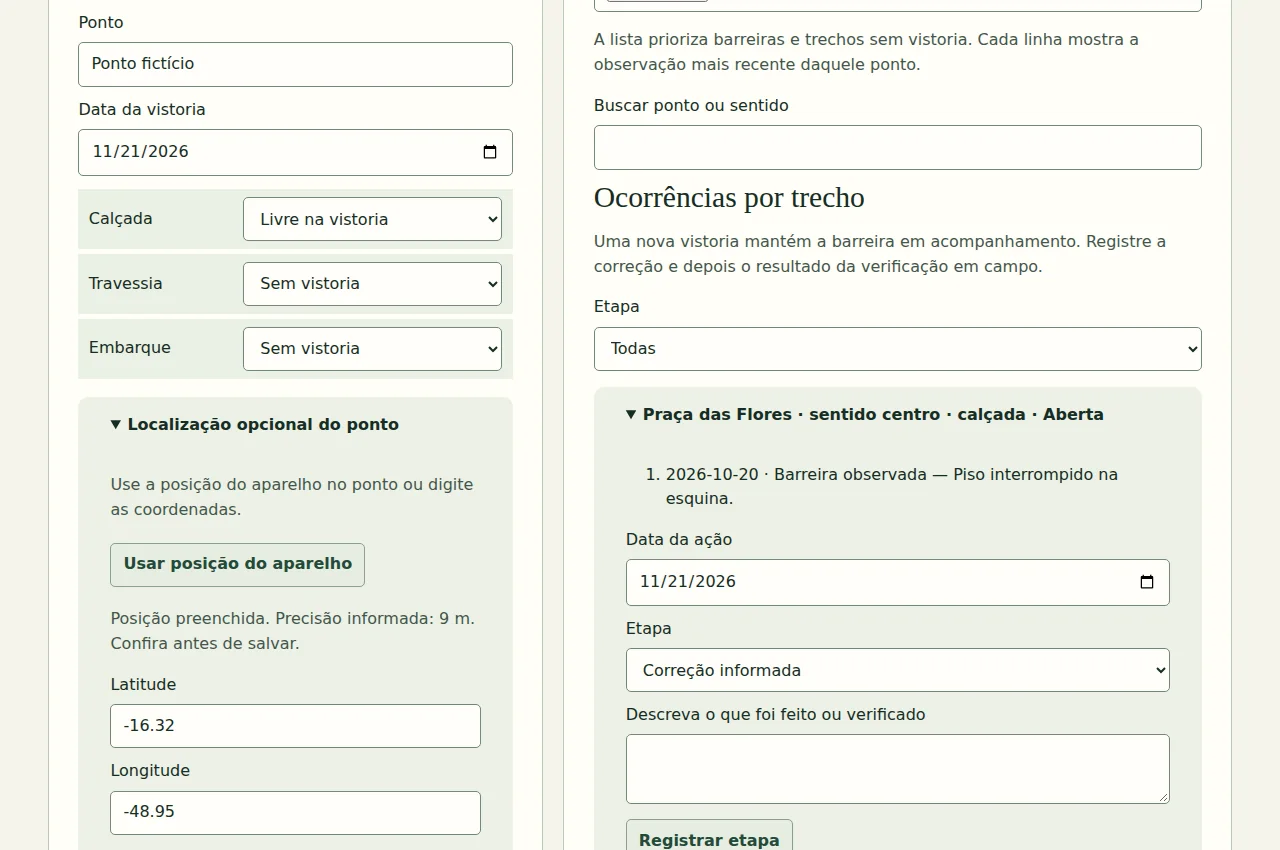 Ponto
Ponto fictício
Data da vistoria
11/21/2026
Calçada
Livre na vistoria
Travessia
Sem vistoria
Embarque
Sem vistoria
▼ Localização opcional do ponto
Use a posição do aparelho no ponto ou digite
as coordenadas.
Usar posição do aparelho
Posição preenchida. Precisão informada: 9 m.
Confira antes de salvar.
Latitude
-16.32
Longitude
-48.95
A lista prioriza barreiras e trechos sem vistoria. Cada linha mostra a
observação mais recente daquele ponto.
Buscar ponto ou sentido
Ocorrências por trecho
Uma nova vistoria mantém a barreira em acompanhamento. Registre a
correção e depois o resultado da verificação em campo.
Etapa
Todas
▼ Praça das Flores · sentido centro · calçada · Aberta
1. 2026-10-20 · Barreira observada — Piso interrompido na
esquina.
Data da ação
11/21/2026
Etapa
Correção informada
Descreva o que foi feito ou verificado
Registrar etapa